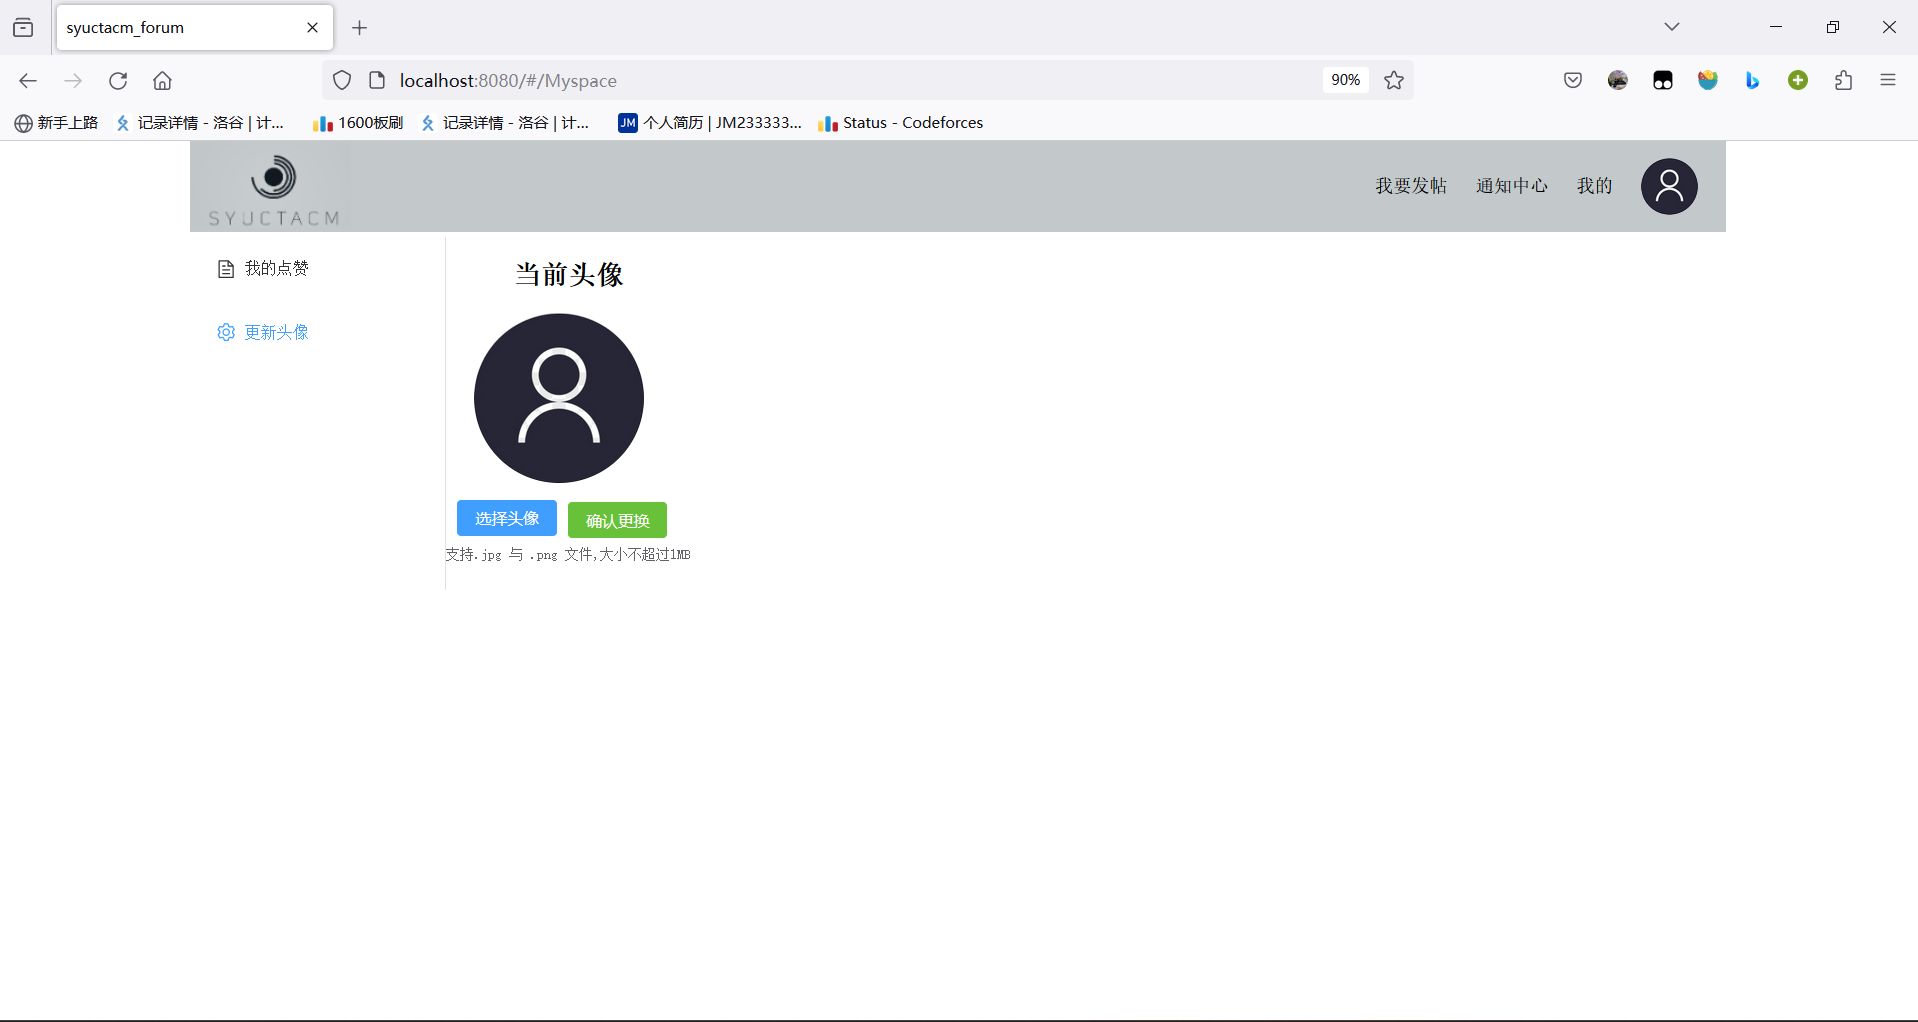 syuctacm_forum
localhost:8080/#/Myspace
90%
新手上路
记录详情 - 洛谷 | 计...
1600板刷
记录详情 - 洛谷 | 计...
JM
个人简历 | JM233333...
Status - Codeforces
SYUCTACM
我要发帖
通知中心
我的
我的点赞
更新头像
当前头像
选择头像
确认更换
支持.jpg 与 .png 文件,大小不超过1MB